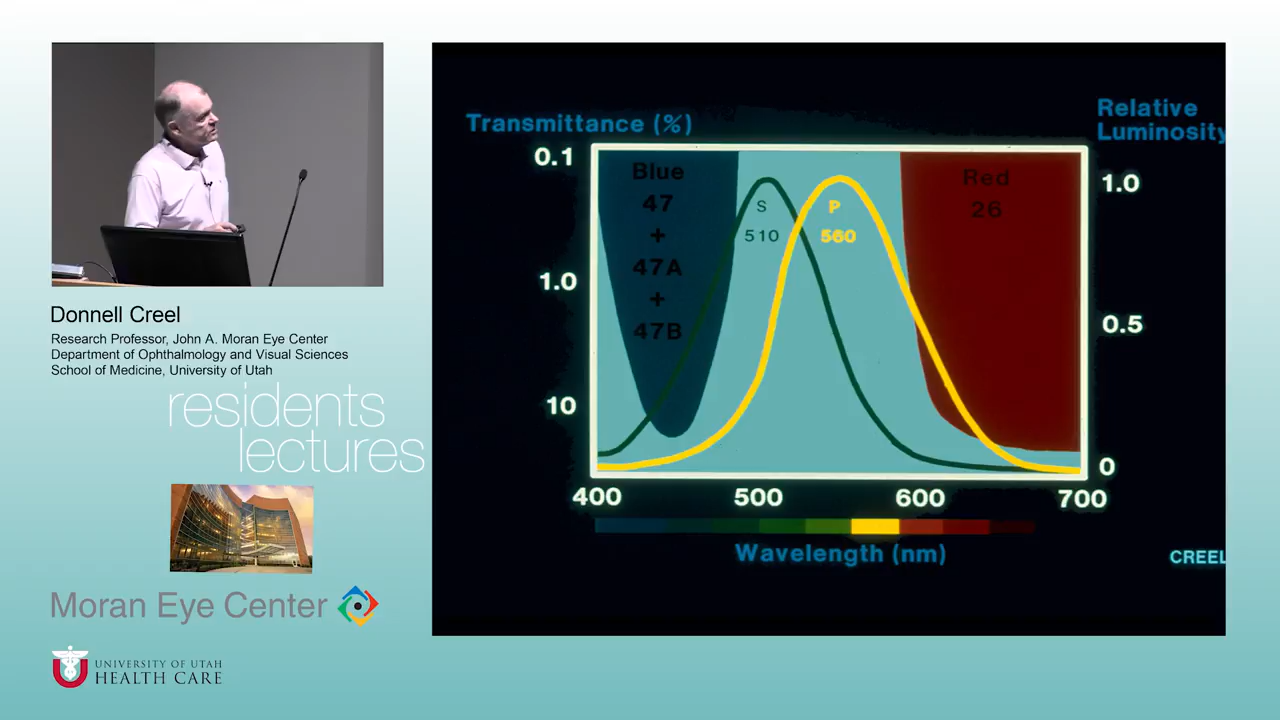 Donnell Creel
Research Professor, John A. Moran Eye Center
Department of Ophthalmology and Visual Sciences
School of Medicine, University of Utah
residents
lectures
Moran Eye Center
UNIVERSITY OF UTAH
HEALTH CARE
Transmittance (%)
Relative
Luminosity
0.1
1.0
10
Blue
47
+
47A
+
47B
S
510
P
560
Red
26
1.0
0.5
0
400
500
600
700
Wavelength (nm)
CREEL